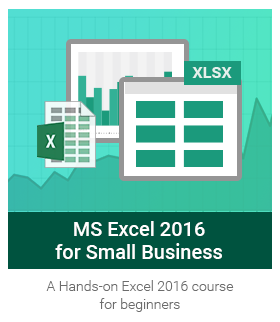 XLSX
X
MS Excel 2016
for Small Business
A Hands-on Excel 2016 course
for beginners